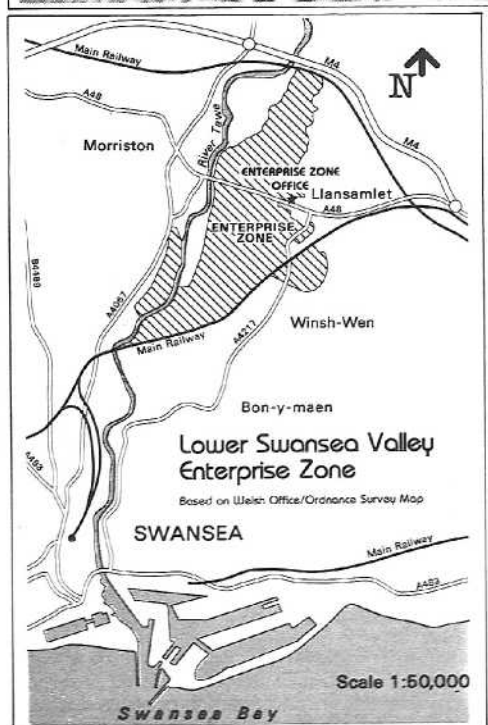 Main Railway
M4
N
A48
Morriston
River Tawe
M4
ENTERPRISE ZONE
OFFICE
Llansamlet
A48
ENTERPRISE
ZONE
B4489
A4067
Winsh-Wen
A4217
Main Railway
Bon-y-maen
Lower Swansea Valley
Enterprise Zone
Based on Welsh Office/Ordnance Survey Map
A483
SWANSEA
Main Railway
A483
Scale 1:50,000
Swansea Bay